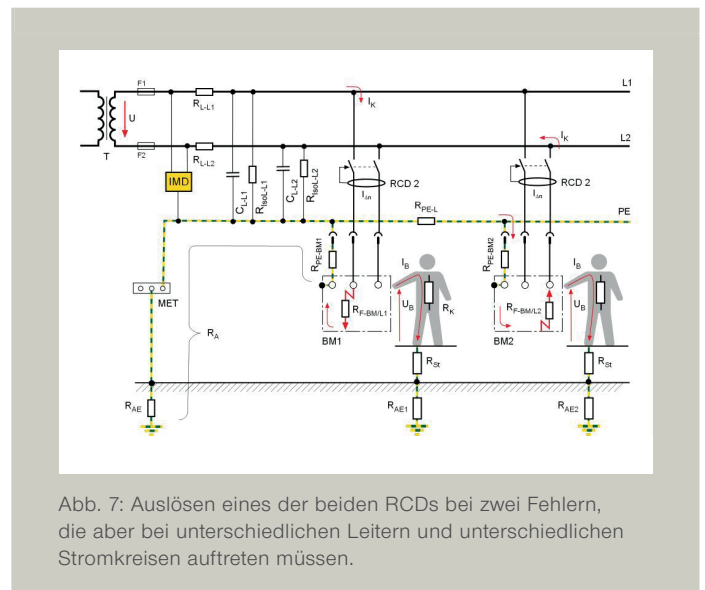 F1
L1
R_L-L1
I_K
U
L2
F2
R_L-L2
I_K
T
IMD
C_L-L1
R_IsoL-L1
C_L-L2
R_IsoL-L2
RCD 2
I_Δn
RCD 2
I_Δn
R_PE-L
PE
R_PE-BM1
R_PE-BM2
MET
R_A
I_B
I_B
R_F-BM/L1
U_B
R_K
R_F-BM/L2
U_B
BM1
BM2
R_St
R_St
R_AE
R_AE1
R_AE2
Abb. 7: Auslösen eines der beiden RCDs bei zwei Fehlern,
die aber bei unterschiedlichen Leitern und unterschiedlichen
Stromkreisen auftreten müssen.